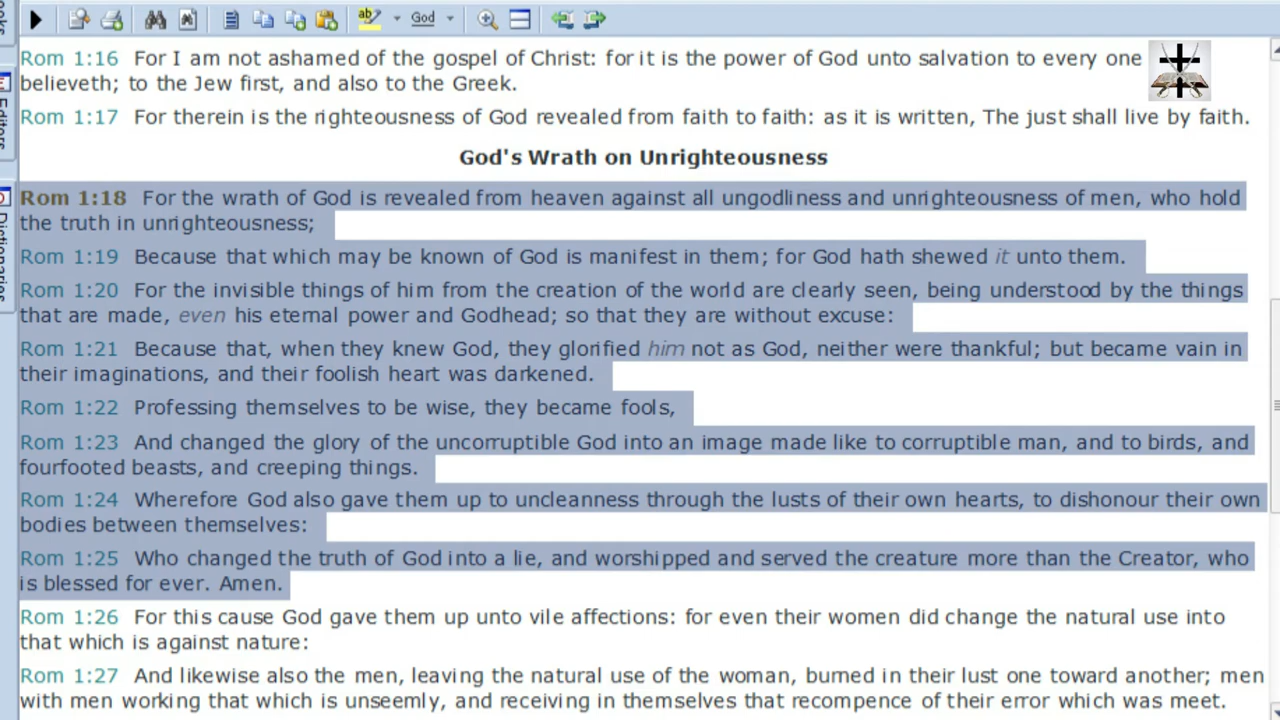 God
Rom 1:16 For I am not ashamed of the gospel of Christ: for it is the power of God unto salvation to every one
believeth; to the Jew first, and also to the Greek.
Rom 1:17 For therein is the righteousness of God revealed from faith to faith: as it is written, The just shall live by faith.
God's Wrath on Unrighteousness
Rom 1:18 For the wrath of God is revealed from heaven against all ungodliness and unrighteousness of men, who hold
the truth in unrighteousness;
Rom 1:19 Because that which may be known of God is manifest in them; for God hath shewed it unto them.
Rom 1:20 For the invisible things of him from the creation of the world are clearly seen, being understood by the things
that are made, even his eternal power and Godhead; so that they are without excuse:
Rom 1:21 Because that, when they knew God, they glorified him not as God, neither were thankful; but became vain in
their imaginations, and their foolish heart was darkened.
Rom 1:22 Professing themselves to be wise, they became fools,
Rom 1:23 And changed the glory of the uncorruptible God into an image made like to corruptible man, and to birds, and
fourfooted beasts, and creeping things.
Rom 1:24 Wherefore God also gave them up to uncleanness through the lusts of their own hearts, to dishonour their own
bodies between themselves:
Rom 1:25 Who changed the truth of God into a lie, and worshipped and served the creature more than the Creator, who
is blessed for ever. Amen.
Rom 1:26 For this cause God gave them up unto vile affections: for even their women did change the natural use into
that which is against nature:
Rom 1:27 And likewise also the men, leaving the natural use of the woman, burned in their lust one toward another; men
with men working that which is unseemly, and receiving in themselves that recompence of their error which was meet.
Editors
Dictionaries